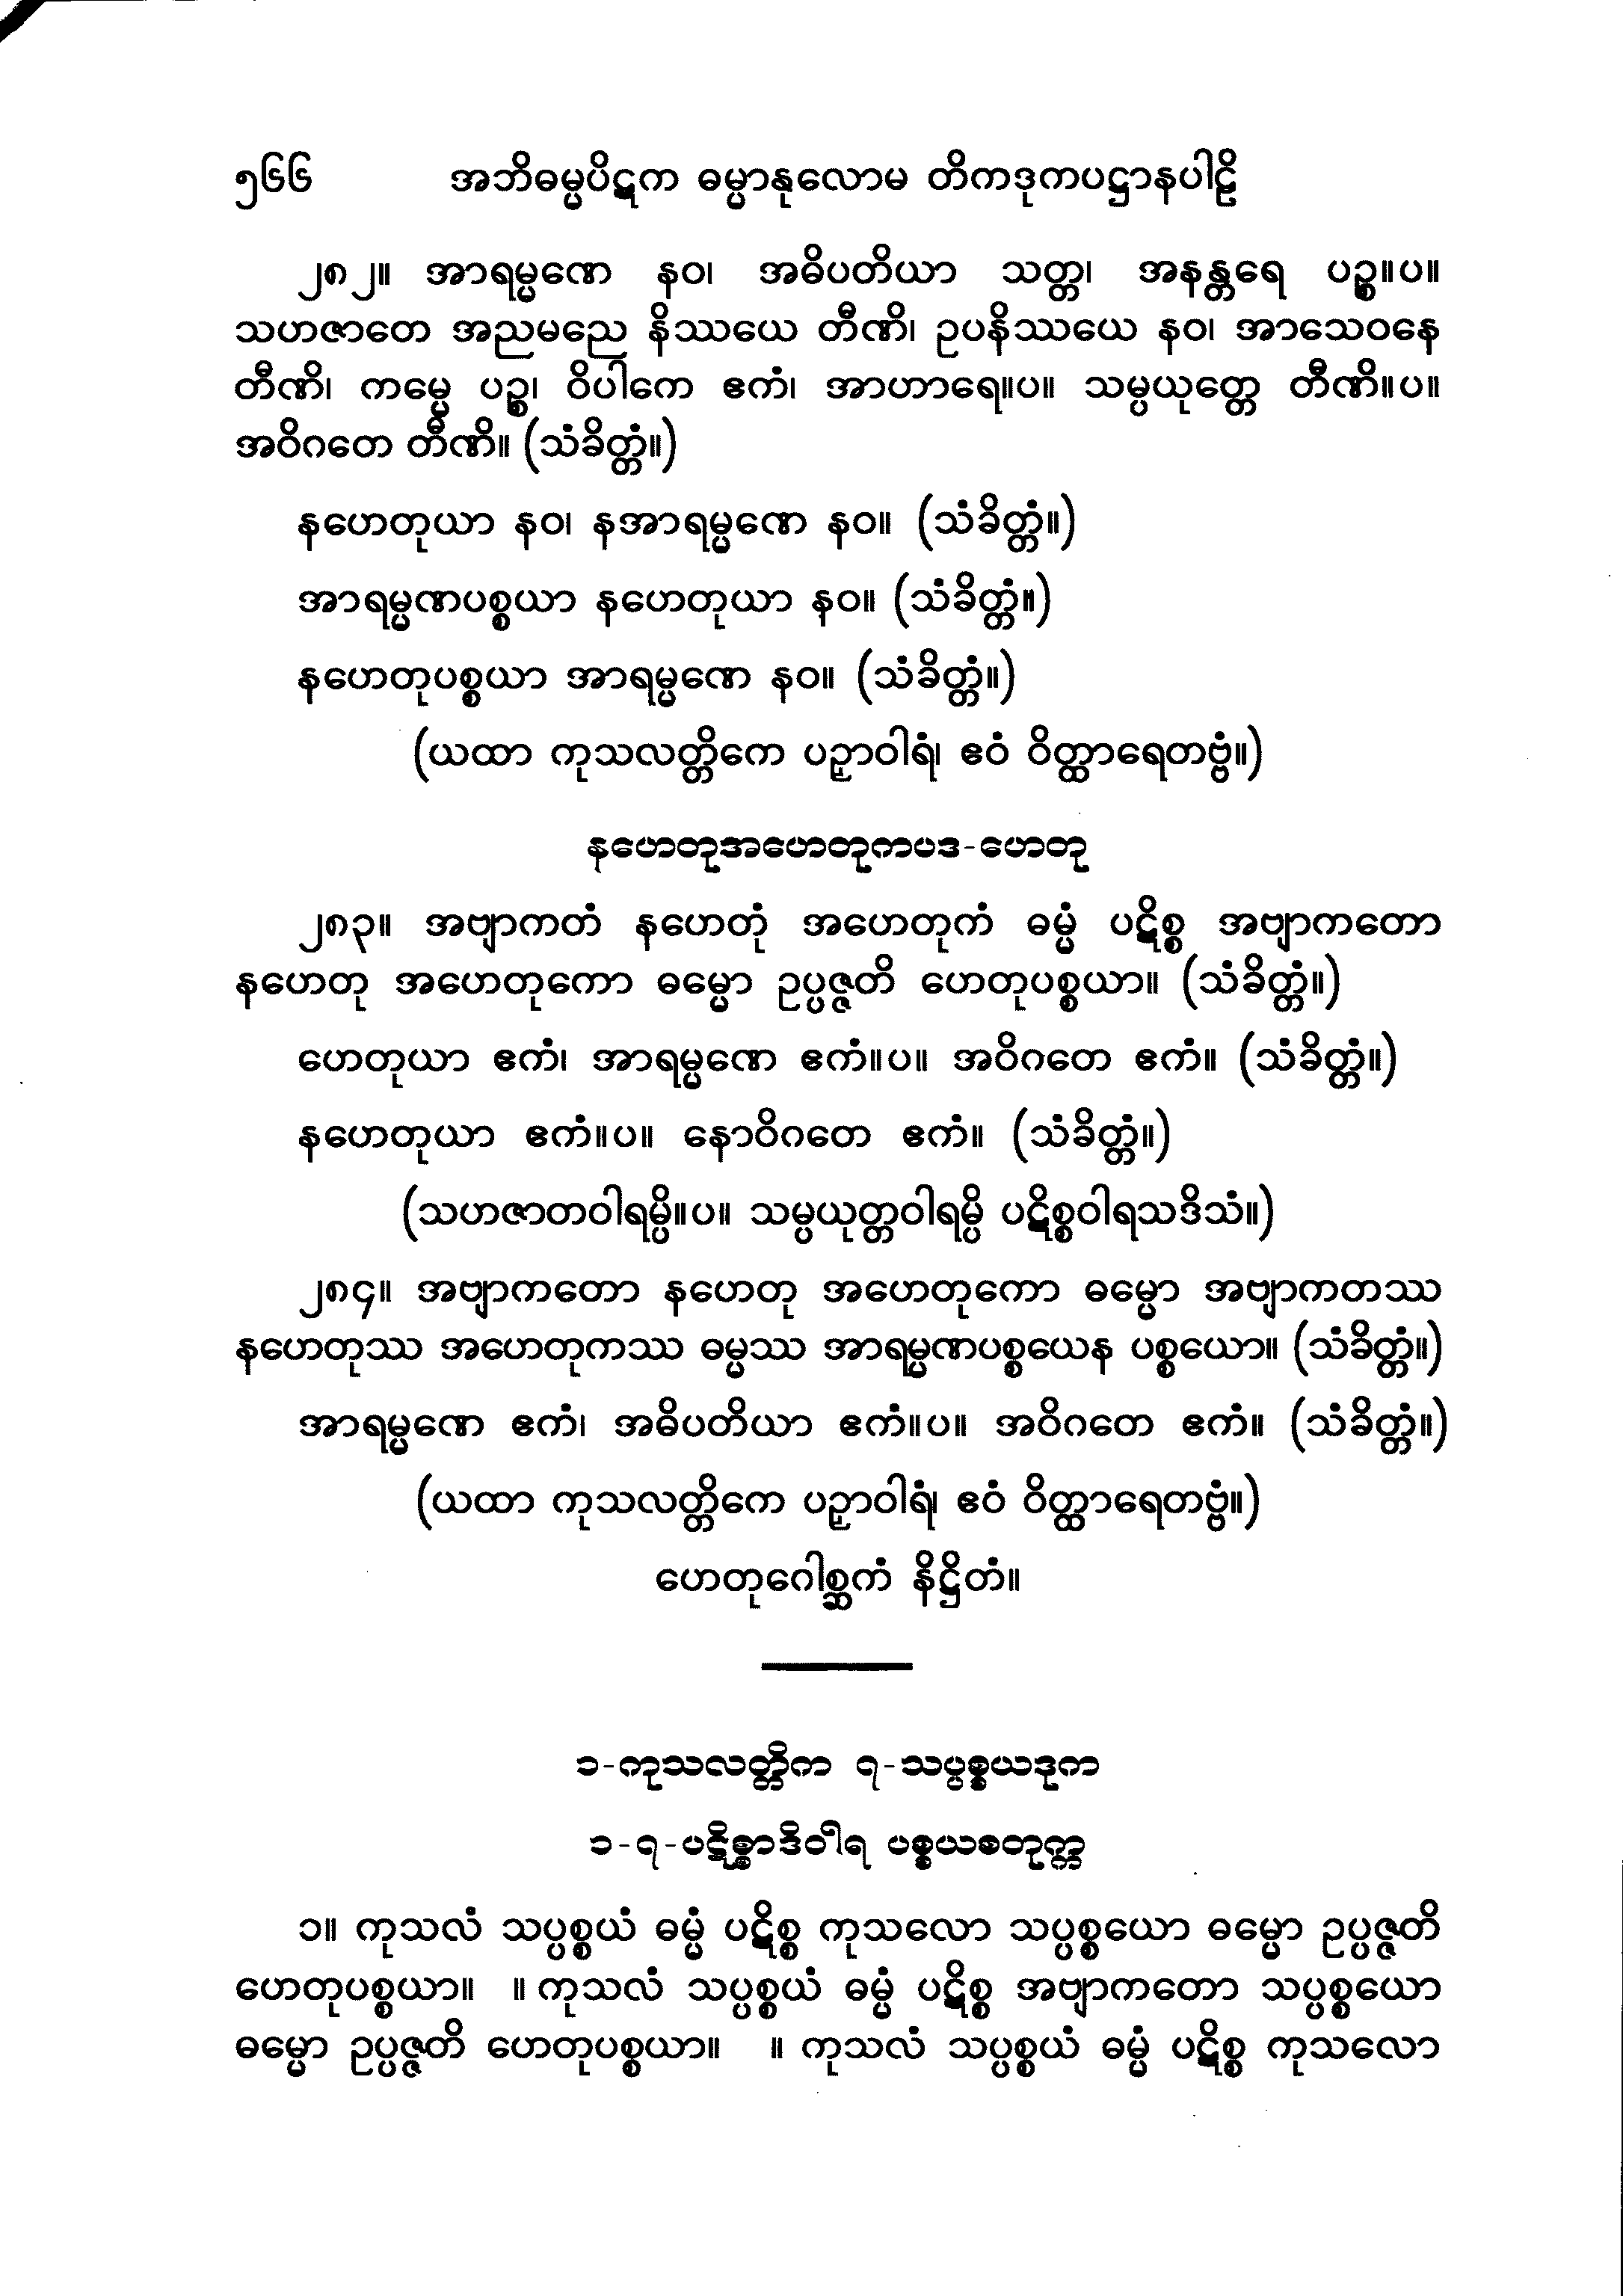 ၅၆၆ အဘိဓမ္မပိဋက ဓမ္မာနုလောမ တိကဒုကပဋ္ဌာနပါဠိ
၂၈၂။ အာရမ္မဏေ နဝ၊ အဓိပတိယာ သတ္တ၊ အနန္တရေ ပဉ္စ။ပ။
သဟဇာတေ အညမညေ နိဿယေ တီဏိ၊ ဥပနိဿယေ နဝ၊ အာသေဝနေ
တီဏိ၊ ကမ္မေ ပဉ္စ၊ ဝိပါကေ ဧကံ၊ အာဟာရေ။ပ။ သမ္ပယုတ္တေ တီဏိ။ပ။
အဝိဂတေ တီဏိ။ (သံခိတ္တံ။)
နဟေတုယာ နဝ၊ နအာရမ္မဏေ နဝ။ (သံခိတ္တံ။)
အာရမ္မဏပစ္စယာ နဟေတုယာ နဝ။ (သံခိတ္တံ။)
နဟေတုပစ္စယာ အာရမ္မဏေ နဝ။ (သံခိတ္တံ။)
(ယထာ ကုသလတ္တိကေ ပဉှာဝါရံ၊ ဧဝံ ဝိတ္ထာရေတဗ္ဗံ။)
နဟေတုအဟေတုကပဒ-ဟေတု
၂၈၃။ အဗျာကတံ နဟေတုံ အဟေတုကံ ဓမ္မံ ပဋိစ္စ အဗျာကတော
နဟေတု အဟေတုကော ဓမ္မော ဥပ္ပဇ္ဇတိ ဟေတုပစ္စယာ။ (သံခိတ္တံ။)
ဟေတုယာ ဧကံ၊ အာရမ္မဏေ ဧကံ။ပ။ အဝိဂတေ ဧကံ။ (သံခိတ္တံ။)
နဟေတုယာ ဧကံ။ပ။ နောဝိဂတေ ဧကံ။ (သံခိတ္တံ။)
(သဟဇာတဝါရမ္ပိ။ပ။ သမ္ပယုတ္တဝါရမ္ပိ ပဋိစ္စဝါရသဒိသံ။)
၂၈၄။ အဗျာကတော နဟေတု အဟေတုကော ဓမ္မော အဗျာကတဿ
နဟေတုဿ အဟေတုကဿ ဓမ္မဿ အာရမ္မဏပစ္စယေန ပစ္စယော။ (သံခိတ္တံ။)
အာရမ္မဏေ ဧကံ၊ အဓိပတိယာ ဧကံ။ပ။ အဝိဂတေ ဧကံ။ (သံခိတ္တံ။)
(ယထာ ကုသလတ္တိကေ ပဉှာဝါရံ၊ ဧဝံ ဝိတ္ထာရေတဗ္ဗံ။)
ဟေတုဂေါစ္ဆကံ နိဋ္ဌိတံ။
၁-ကုသလတ္တိက ၇-သပ္ပစ္စယဒုက
၁-၇-ပဋိစ္စာဒိဝါရ ပစ္စယစတုက္က
၁။ ကုသလံ သပ္ပစ္စယံ ဓမ္မံ ပဋိစ္စ ကုသလော သပ္ပစ္စယော ဓမ္မော ဥပ္ပဇ္ဇတိ
ဟေတုပစ္စယာ။ ။ ကုသလံ သပ္ပစ္စယံ ဓမ္မံ ပဋိစ္စ အဗျာကတော သပ္ပစ္စယော
ဓမ္မော ဥပ္ပဇ္ဇတိ ဟေတုပစ္စယာ။ ။ ကုသလံ သပ္ပစ္စယံ ဓမ္မံ ပဋိစ္စ ကုသလော